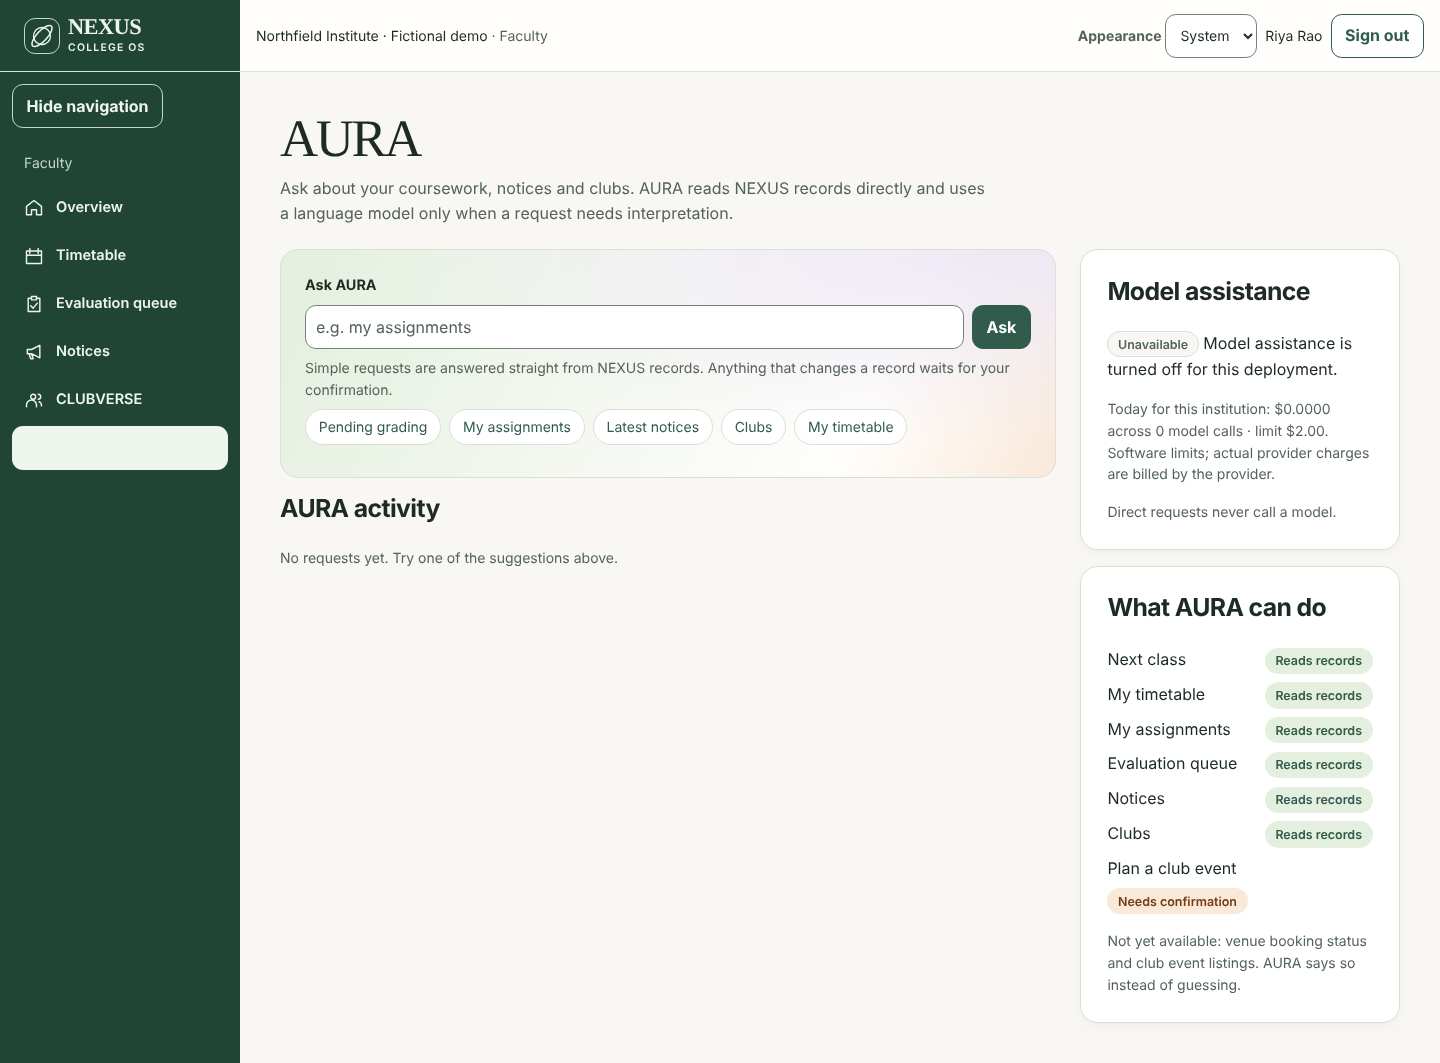 NEXUS
COLLEGE OS
Northfield Institute · Fictional demo · Faculty
Appearance
System
Riya Rao
Sign out
Hide navigation
Faculty
Overview
Timetable
Evaluation queue
Notices
CLUBVERSE
AURA
Ask about your coursework, notices and clubs. AURA reads NEXUS records directly and uses
a language model only when a request needs interpretation.
Ask AURA
e.g. my assignments
Ask
Simple requests are answered straight from NEXUS records. Anything that changes a record waits for your
confirmation.
Pending grading
My assignments
Latest notices
Clubs
My timetable
AURA activity
No requests yet. Try one of the suggestions above.
Model assistance
Unavailable Model assistance is
turned off for this deployment.
Today for this institution: $0.0000
across 0 model calls · limit $2.00.
Software limits; actual provider charges
are billed by the provider.
Direct requests never call a model.
What AURA can do
Next class Reads records
My timetable Reads records
My assignments Reads records
Evaluation queue Reads records
Notices Reads records
Clubs Reads records
Plan a club event
Needs confirmation
Not yet available: venue booking status
and club event listings. AURA says so
instead of guessing.